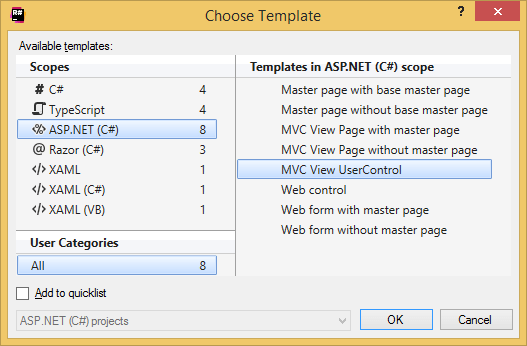 R#
Choose Template
?
Available templates:
Scopes
# C# 4
TypeScript 4
ASP.NET (C#) 8
@ Razor (C#) 3
</> XAML 1
</> XAML (C#) 1
</> XAML (VB) 1
User Categories
All 8
Templates in ASP.NET (C#) scope
Master page with base master page
Master page without base master page
MVC View Page with master page
MVC View Page without master page
MVC View UserControl
Web control
Web form with master page
Web form without master page
Add to quicklist
ASP.NET (C#) projects
OK
Cancel